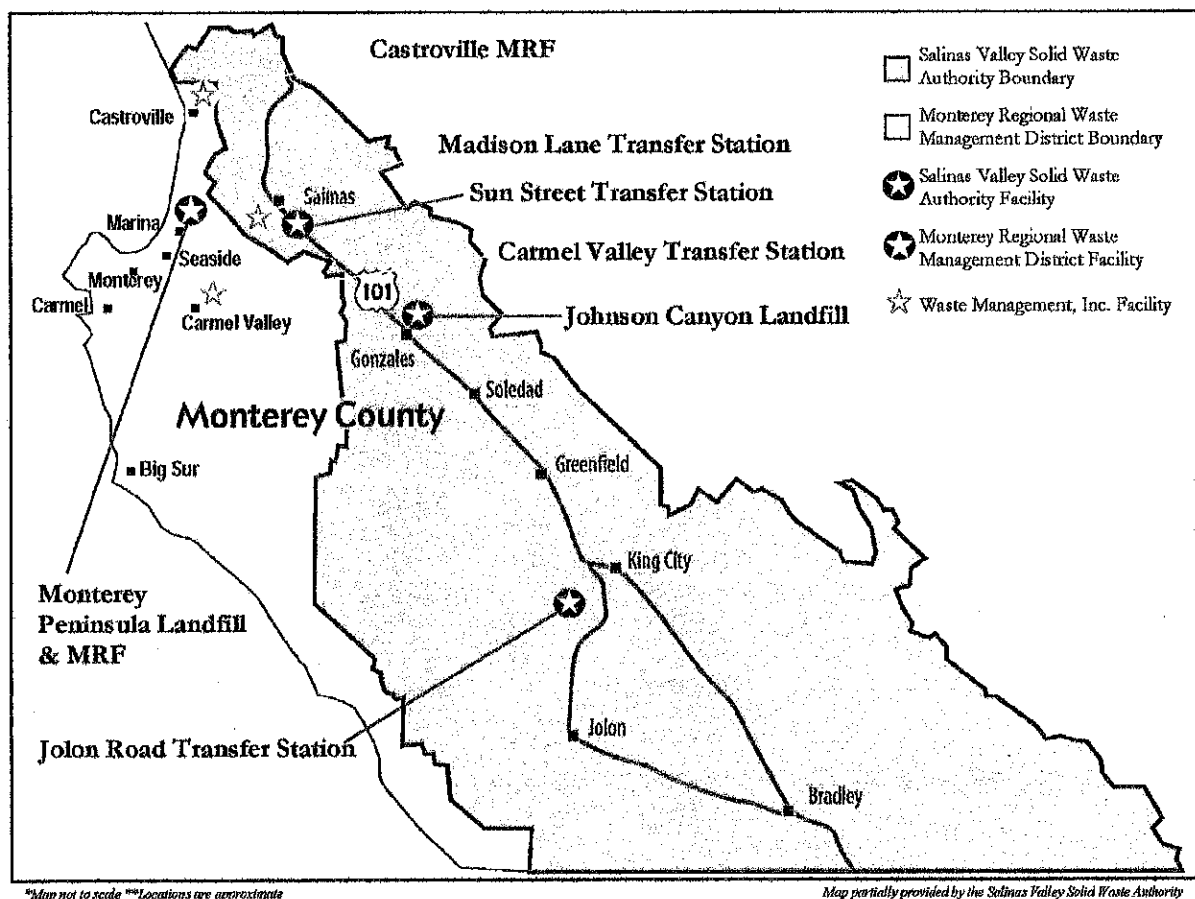 Castroville MRF
Salinas Valley Solid Waste
Authority Boundary
Monterey Regional Waste
Management District Boundary
Salinas Valley Solid Waste
Authority Facility
Monterey Regional Waste
Management District Facility
Waste Management, Inc. Facility
Castroville
Madison Lane Transfer Station
Salinas
Sun Street Transfer Station
Marina
Seaside
Carmel Valley Transfer Station
Monterey
101
Carmel
Carmel Valley
Johnson Canyon Landfill
Gonzales
Soledad
Monterey County
Greenfield
Big Sur
King City
Monterey
Peninsula Landfill
& MRF
Jolon Road Transfer Station
Jolon
Bradley
*Map not to scale **Locations are approximate
Map partially provided by the Salinas Valley Solid Waste Authority